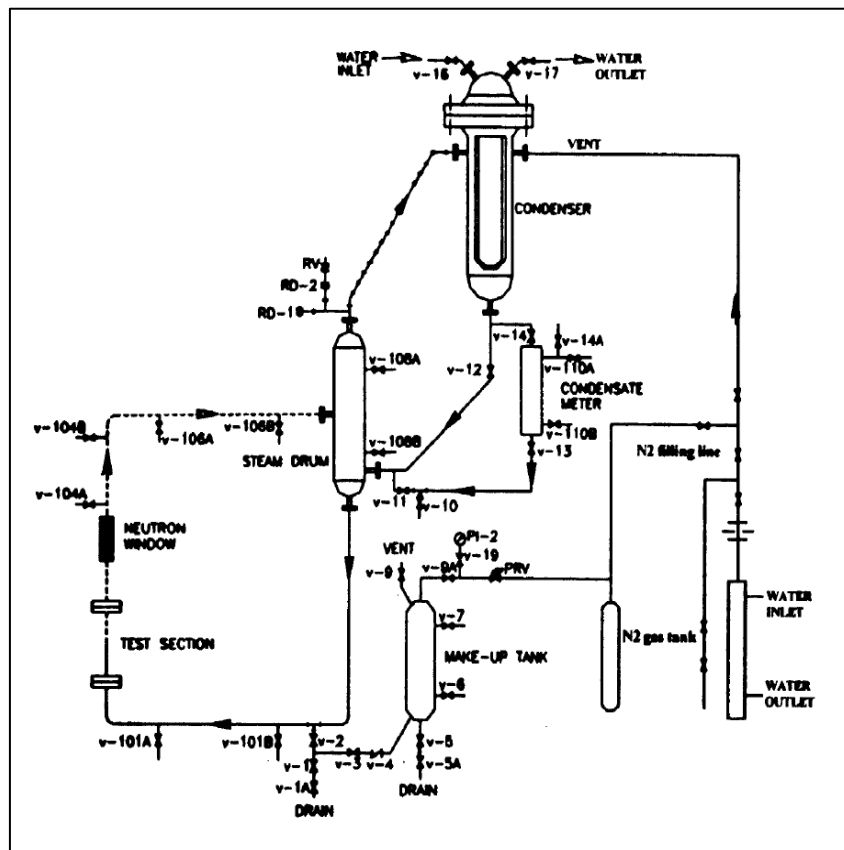 WATER
INLET
v-16
v-17
WATER
OUTLET
VENT
CONDENSER
RV
RD-2
RD-1
v-14
v-14A
v-108A
v-12
v-110A
CONDENSATE
METER
v-104B
v-106A
v-106B
v-108B
v-110B
STEAM DRUM
v-13
N2 filling line
v-104A
v-11
v-10
NEUTRON
WINDOW
PI-2
VENT
v-19
v-9
v-9A
PRV
v-7
TEST SECTION
MAKE-UP TANK
N2 gas tank
WATER
INLET
v-6
WATER
OUTLET
v-101A
v-101B
v-2
v-5
v-1
v-3
v-4
v-5A
v-1A
DRAIN
DRAIN